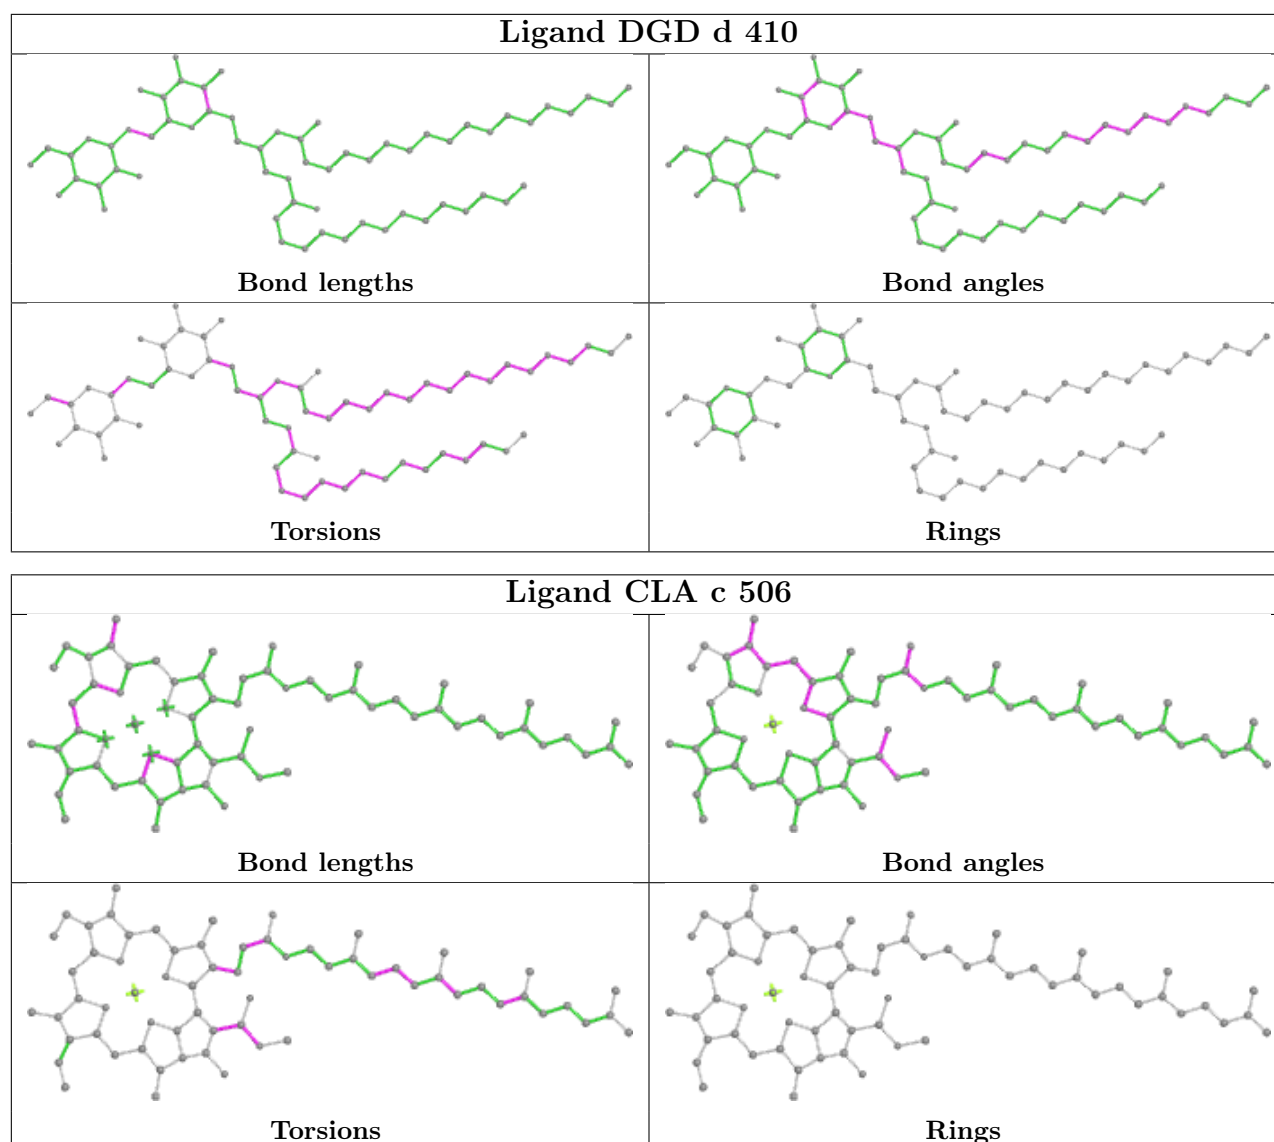 Ligand DGD d 410
Bond lengths
Bond angles
Torsions
Rings
Ligand CLA c 506
Bond lengths
Bond angles
Torsions
Rings